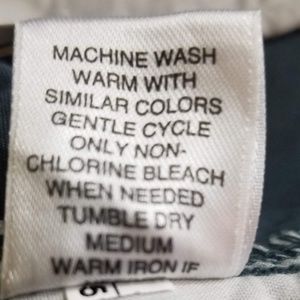 MACHINE WASH
WARM WITH
SIMILAR COLORS
GENTLE CYCLE
ONLY NON-
CHLORINE BLEACH
WHEN NEEDED
TUMBLE DRY
MEDIUM
WARM IRON IF